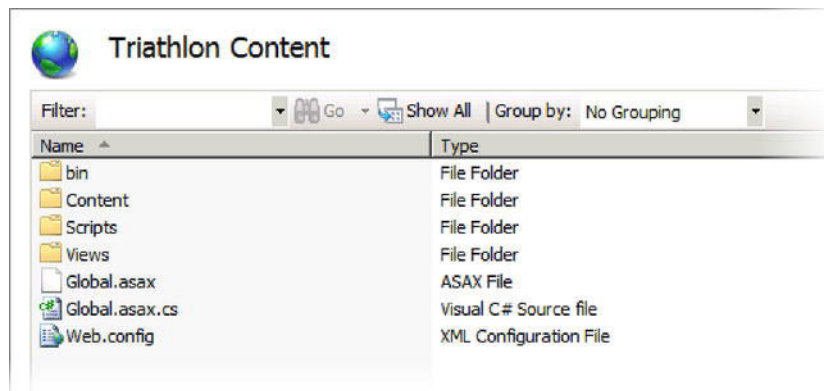 Triathlon Content
Filter: Go Show All Group by: No Grouping
Name Type
bin File Folder
Content File Folder
Scripts File Folder
Views File Folder
Global.asax ASAX File
Global.asax.cs Visual C# Source file
Web.config XML Configuration File